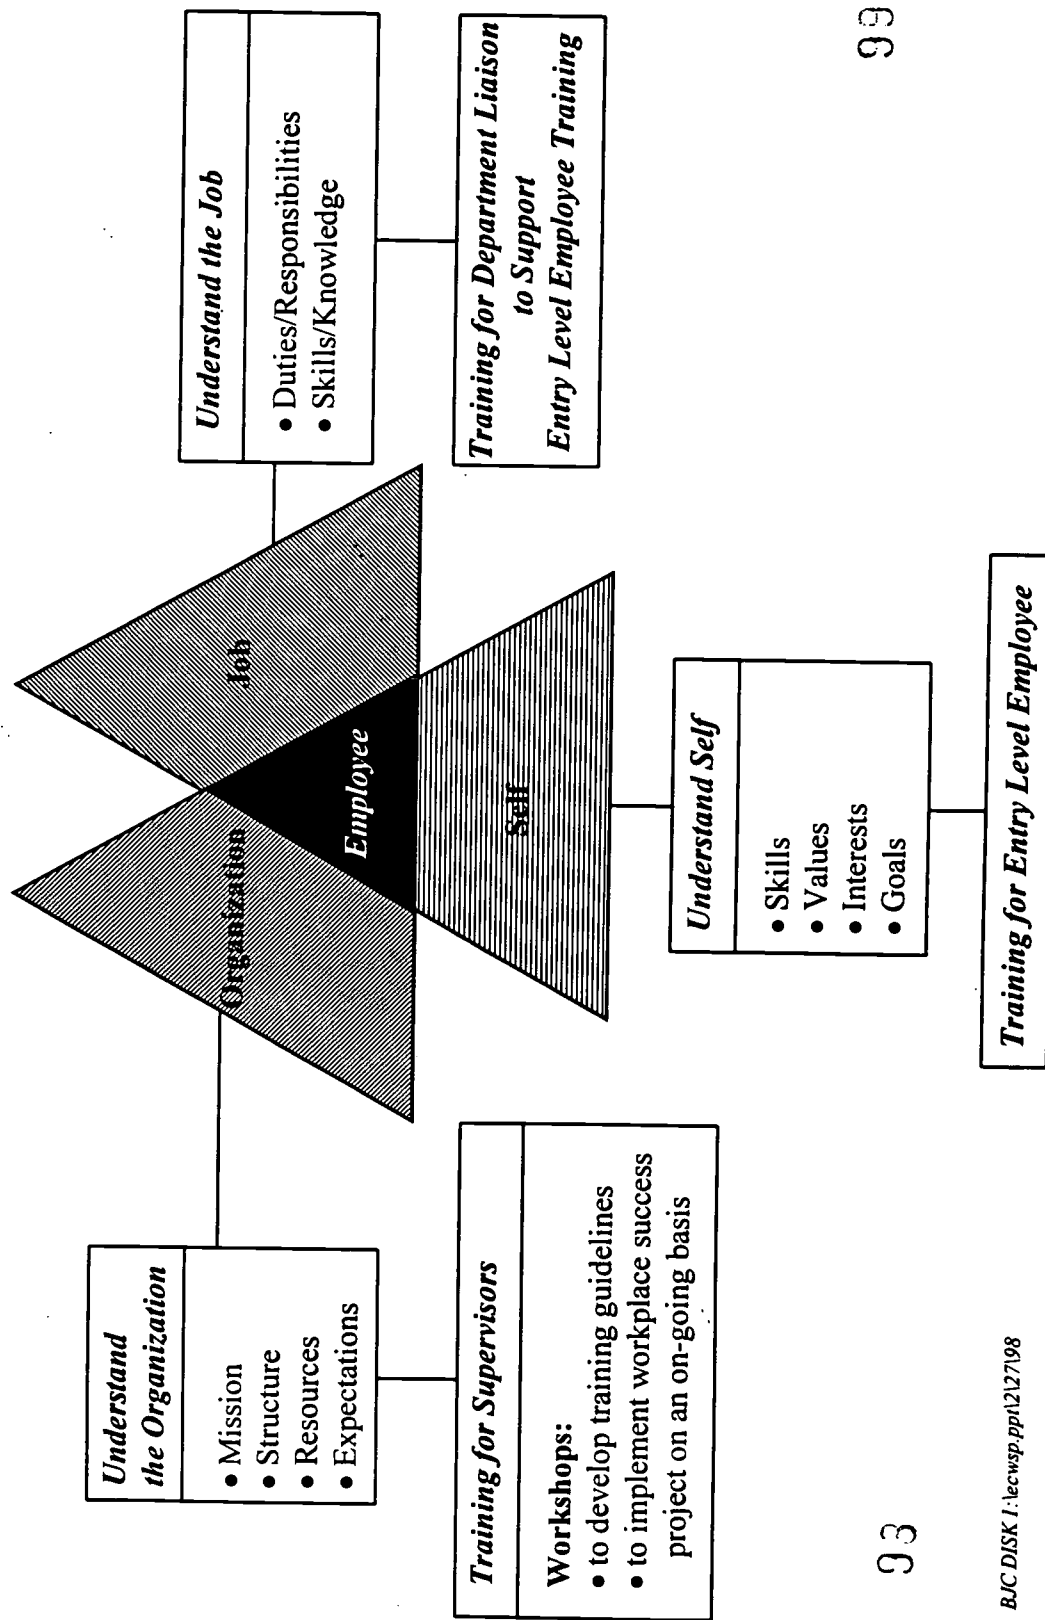 Understand
the Organization
• Mission
• Structure
• Resources
• Expectations
Training for Supervisors
Workshops:
• to develop training guidelines
• to implement workplace success
project on an on-going basis
Organization
Job
Employee
Self
Understand the Job
• Duties/Responsibilities
• Skills/Knowledge
Training for Department Liaison
to Support
Entry Level Employee Training
Understand Self
• Skills
• Values
• Interests
• Goals
Training for Entry Level Employee
93
99
BJC DISK 1:\ecwsp.ppt\2\27\98